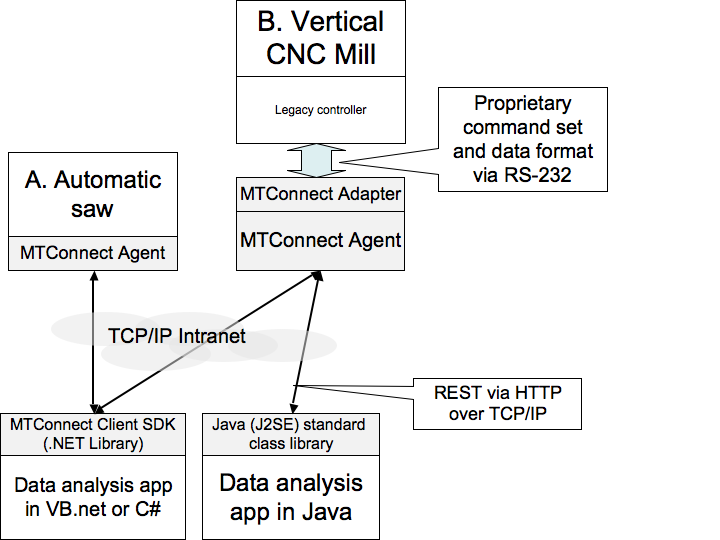 B. Vertical
CNC Mill
Legacy controller
Proprietary
command set
and data format
via RS-232
A. Automatic
saw
MTConnect Agent
MTConnect Adapter
MTConnect Agent
TCP/IP Intranet
REST via HTTP
over TCP/IP
MTConnect Client SDK
(.NET Library)
Data analysis app
in VB.net or C#
Java (J2SE) standard
class library
Data analysis
app in Java